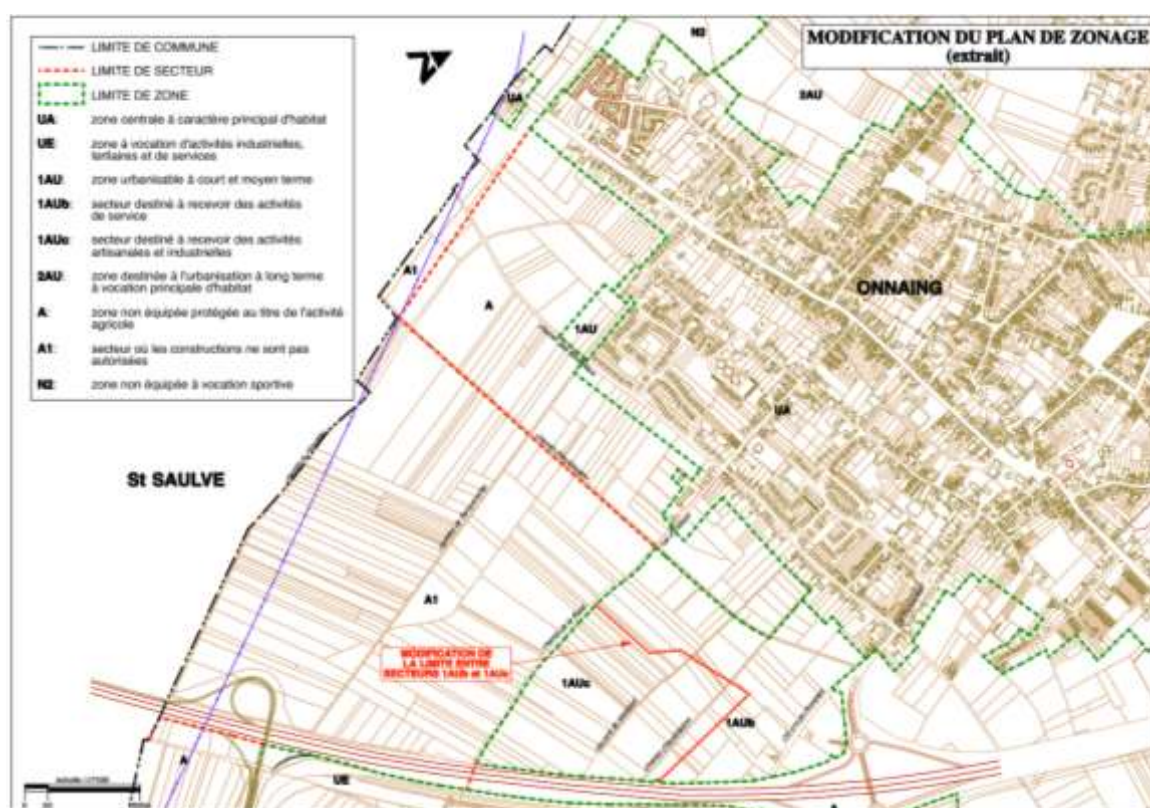 MODIFICATION DU PLAN DE ZONAGE
(extrait)
LIMITE DE COMMUNE
LIMITE DE SECTEUR
LIMITE DE ZONE
UA: zone centrale à caractère principal d'habitat
UE: zone à vocation d'activités industrielles,
tertiaires et de services
1AU: zone urbanisable à court et moyen terme
1AUb: secteur destiné à recevoir des activités
de service
1AUc: secteur destiné à recevoir des activités
artisanales et industrielles
2AU: zone destinée à l'urbanisation à long terme
à vocation principale d'habitat
A: zone non équipée protégée au titre de l'activité
agricole
A1: secteur où les constructions ne sont pas
autorisées
N2: zone non équipée à vocation sportive
N2
2AU
UA
A1
A
1AU
ONNAING
UA
St SAULVE
A1
MODIFICATION DE
LA LIMITE ENTRE
SECTEURS 1AUb et 1AUc
1AUc
1AUb
A
UE